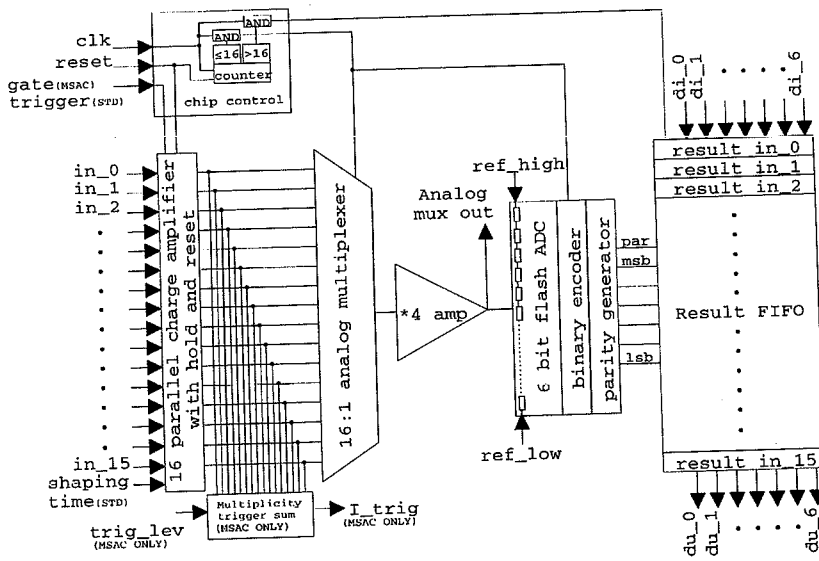 clk
reset
gate(MSAC)
trigger(STD)
AND
AND
≤16
>16
counter
chip control
di_0
di_1
di_6
in_0
in_1
in_2
in_15
shaping
time(STD)
16 parallel charge amplifier
with hold and reset
16:1 analog multiplexer
trig_lev
(MSAC ONLY)
Multiplicity
trigger sum
(MSAC ONLY)
I_trig
(MSAC ONLY)
*4 amp
Analog
mux out
ref_high
ref_low
6 bit flash ADC
binary encoder
parity generator
par
msb
lsb
result in_0
result in_1
result in_2
Result FIFO
result in_15
du_0
du_1
du_6